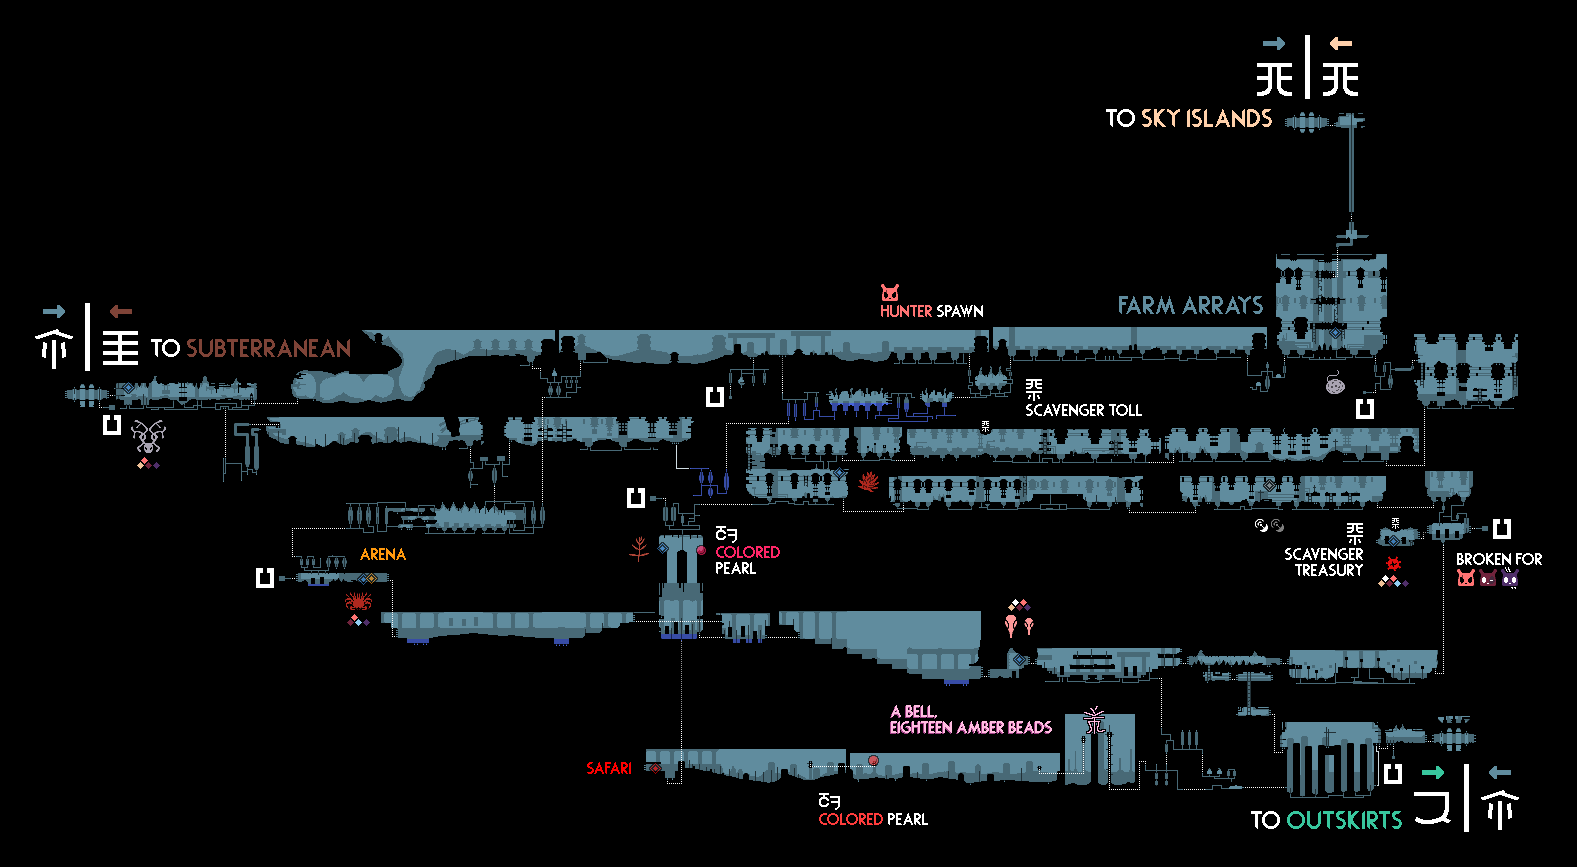 TO SKY ISLANDS
HUNTER SPAWN
FARM ARRAYS
TO SUBTERRANEAN
SCAVENGER TOLL
COLORED
PEARL
ARENA
SCAVENGER
TREASURY
BROKEN FOR
A BELL,
EIGHTEEN AMBER BEADS
SAFARI
COLORED PEARL
TO OUTSKIRTS